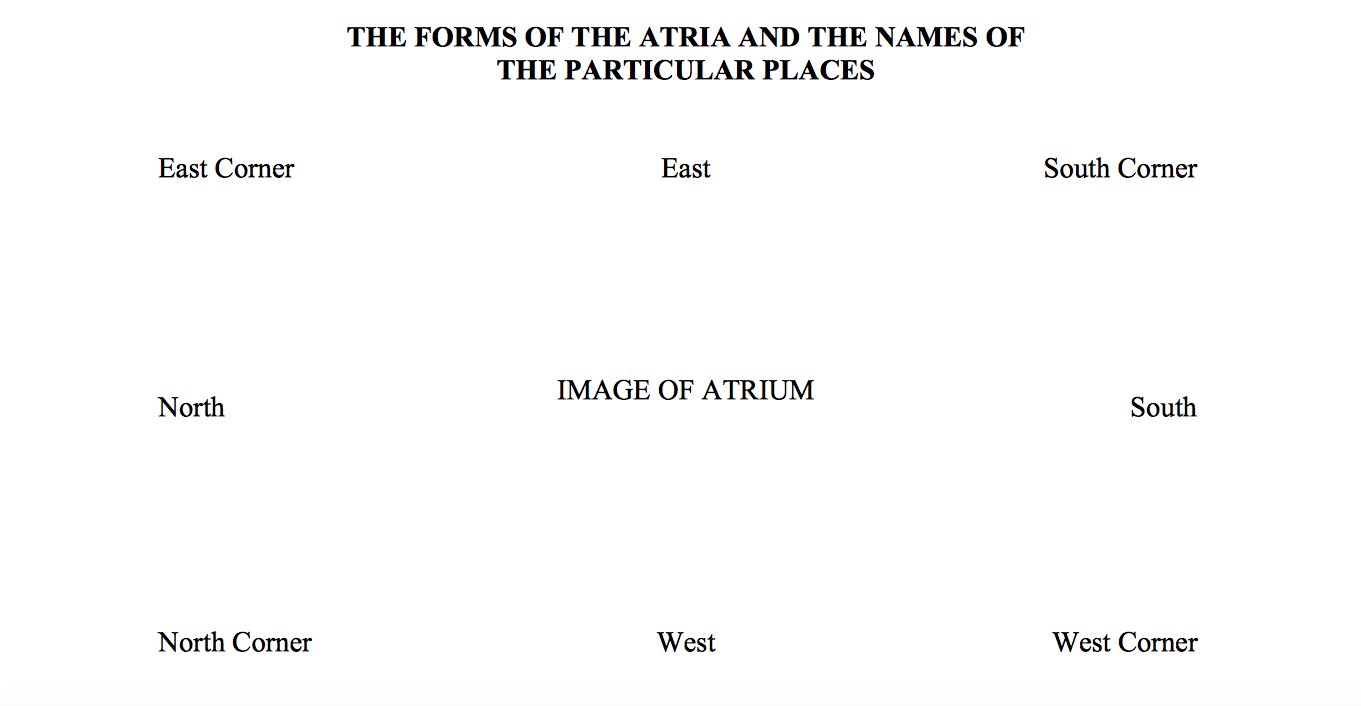 THE FORMS OF THE ATRIA AND THE NAMES OF
THE PARTICULAR PLACES
East Corner East South Corner
IMAGE OF ATRIUM
North South
North Corner West West Corner